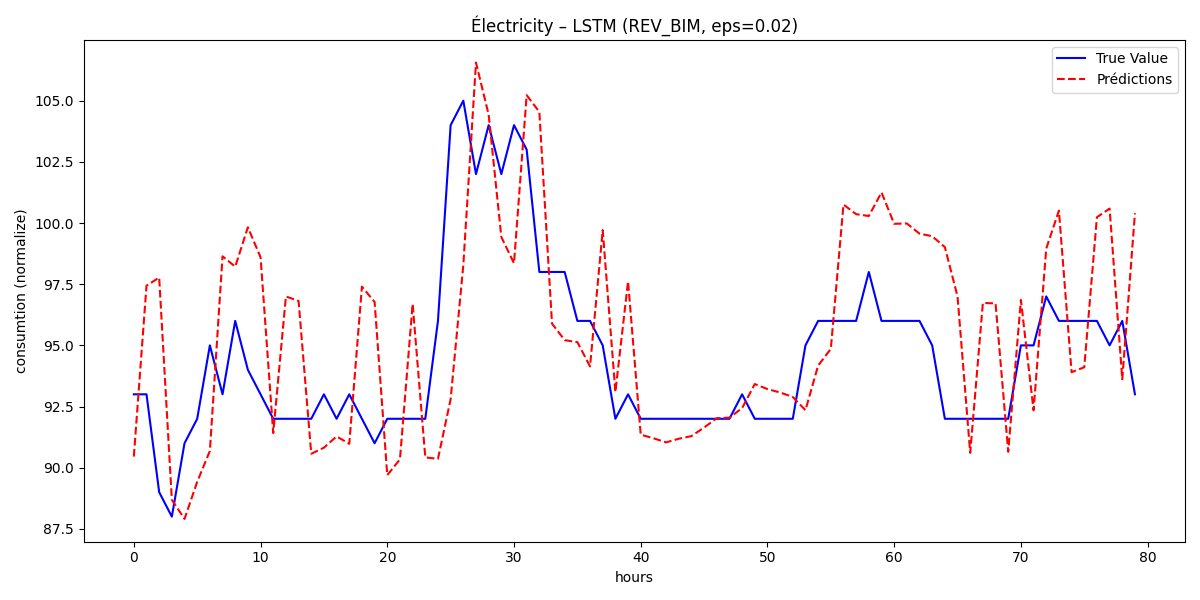 Électricity – LSTM (REV_BIM, eps=0.02)
True Value
Prédictions
consumtion (normalize)
105.0
102.5
100.0
97.5
95.0
92.5
90.0
87.5
0 10 20 30 40 50 60 70 80
hours